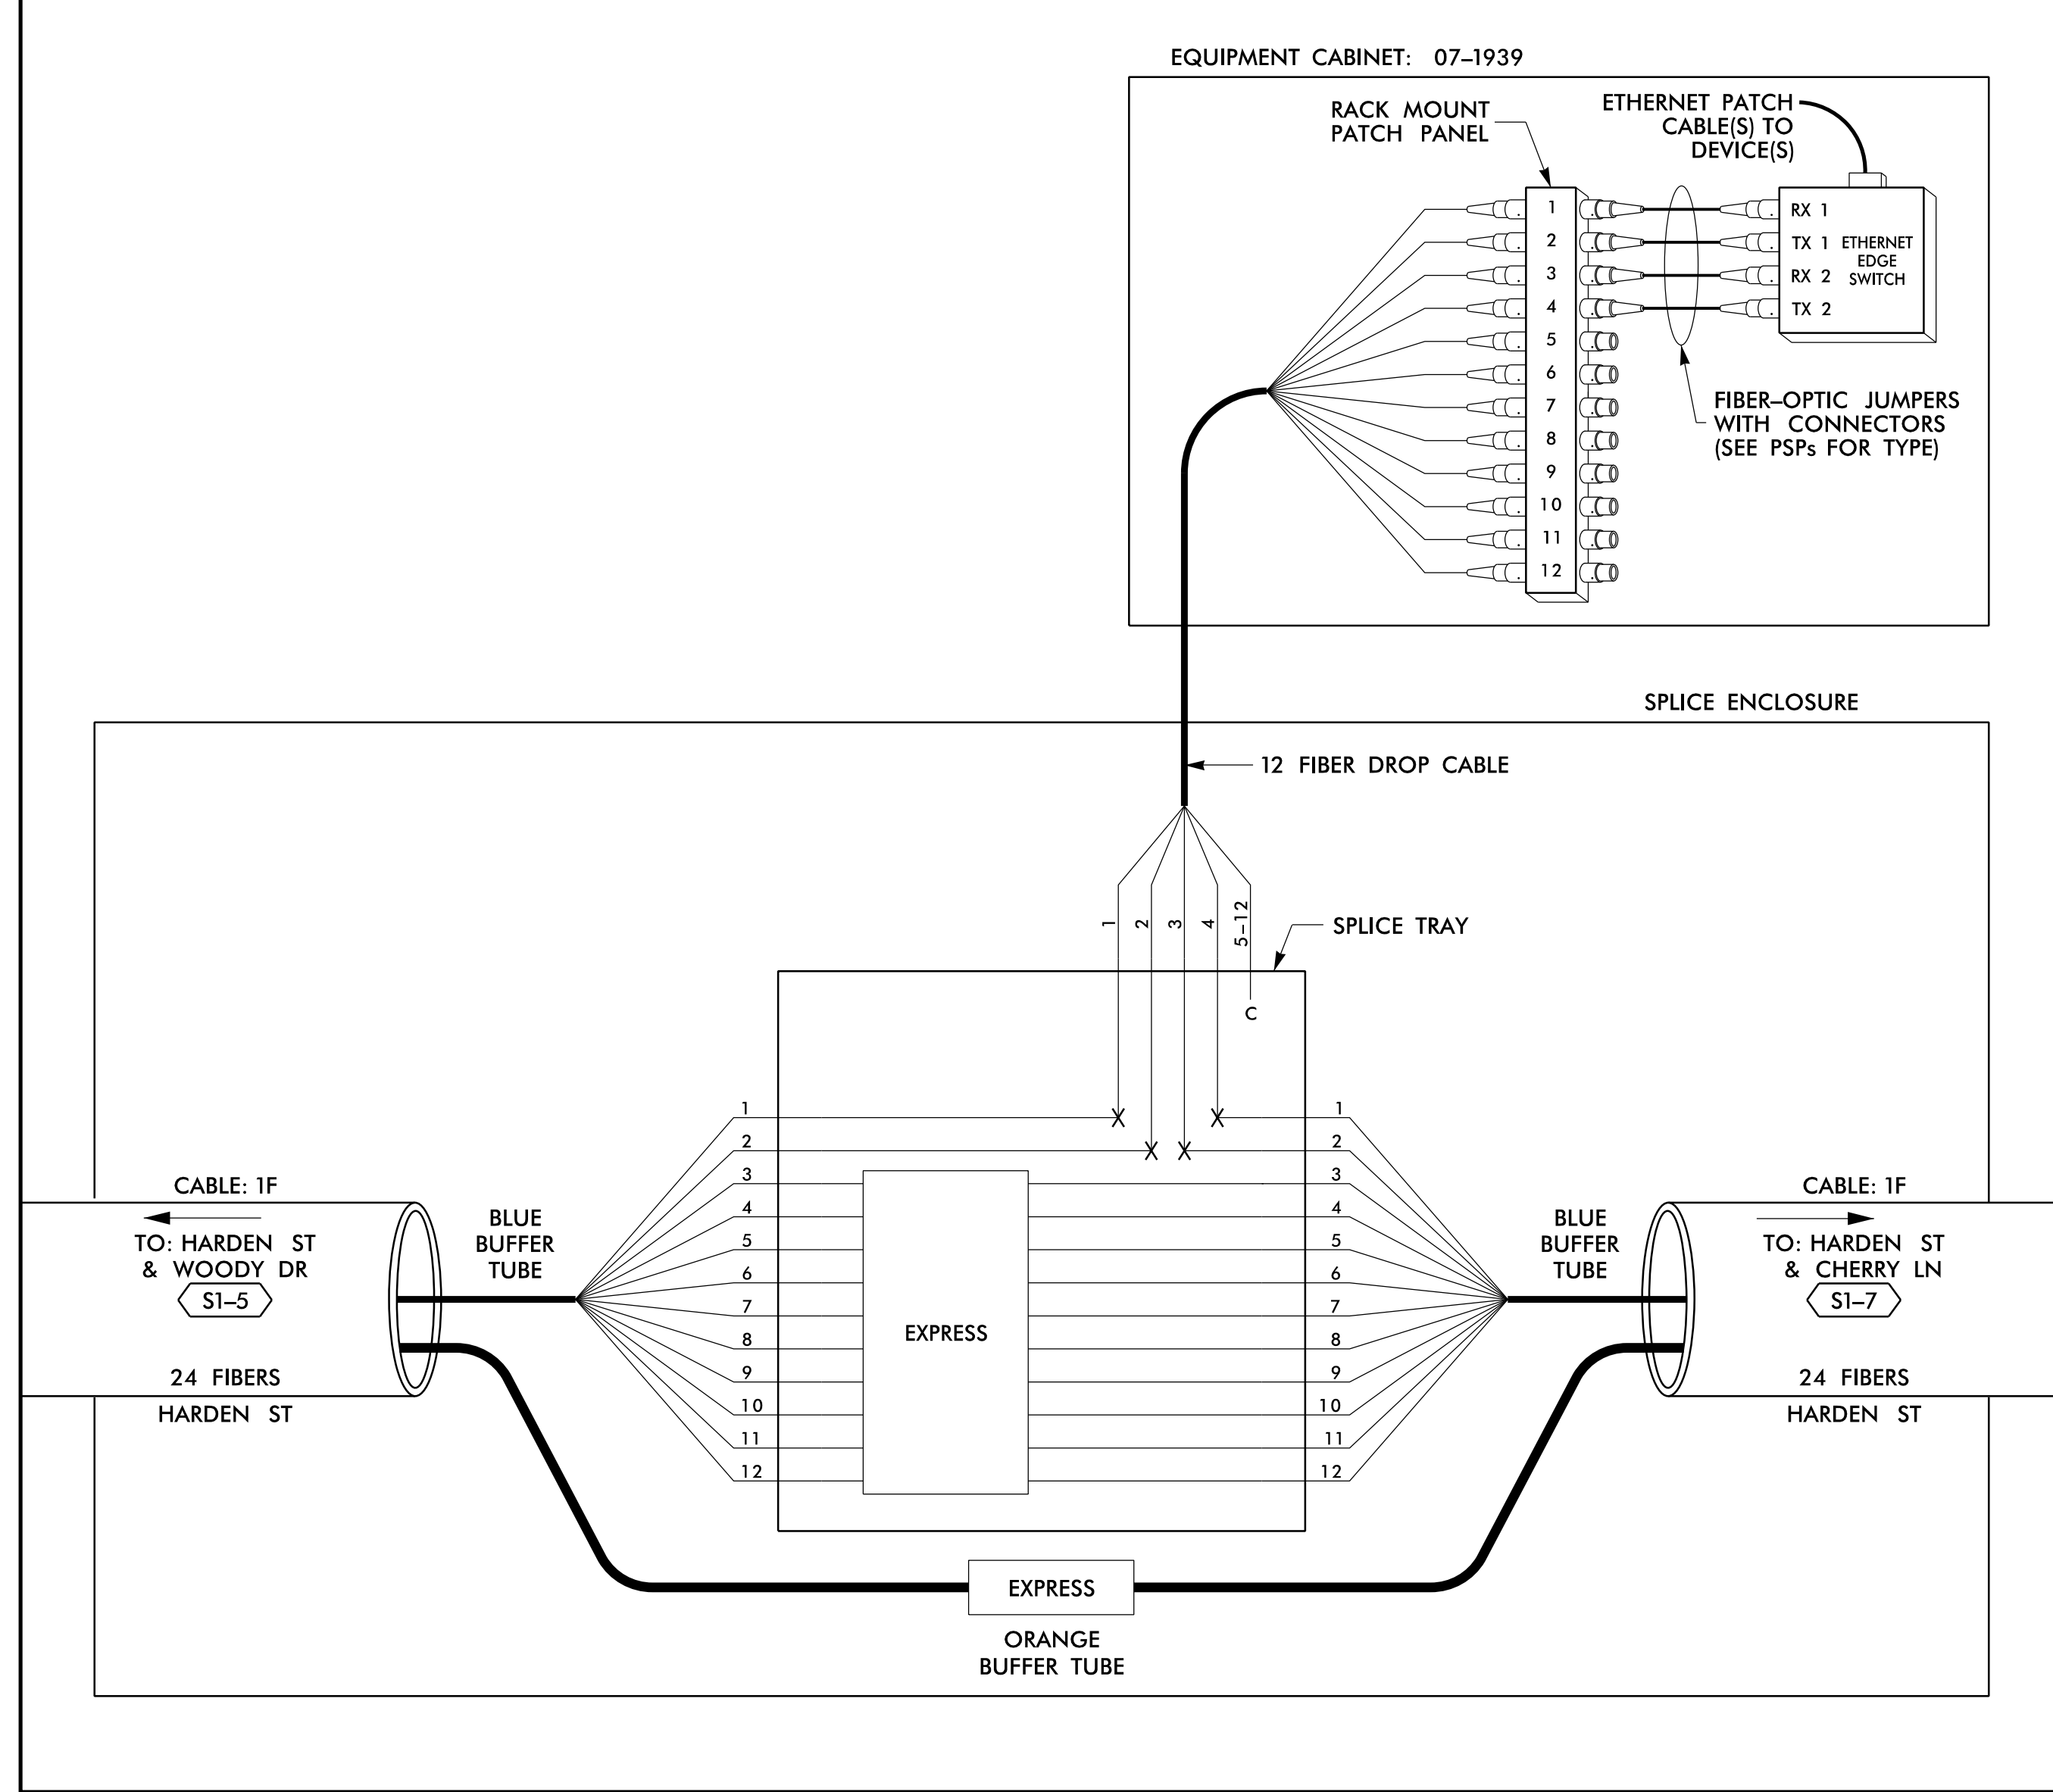 EQUIPMENT CABINET: 07–1939
RACK MOUNT
PATCH PANEL
ETHERNET PATCH
CABLE(S) TO
DEVICE(S)
1
2
3
4
5
6
7
8
9
10
11
12
RX 1
TX 1
RX 2
TX 2
ETHERNET
EDGE
SWITCH
FIBER–OPTIC JUMPERS
WITH CONNECTORS
(SEE PSPs FOR TYPE)
SPLICE ENCLOSURE
12 FIBER DROP CABLE
1
2
3
4
5–12
SPLICE TRAY
C
CABLE: 1F
TO: HARDEN ST
& WOODY DR
S1–5
24 FIBERS
HARDEN ST
BLUE
BUFFER
TUBE
1
2
3
4
5
6
7
8
9
10
11
12
EXPRESS
1
2
3
4
5
6
7
8
9
10
11
12
BLUE
BUFFER
TUBE
CABLE: 1F
TO: HARDEN ST
& CHERRY LN
S1–7
24 FIBERS
HARDEN ST
EXPRESS
ORANGE
BUFFER TUBE